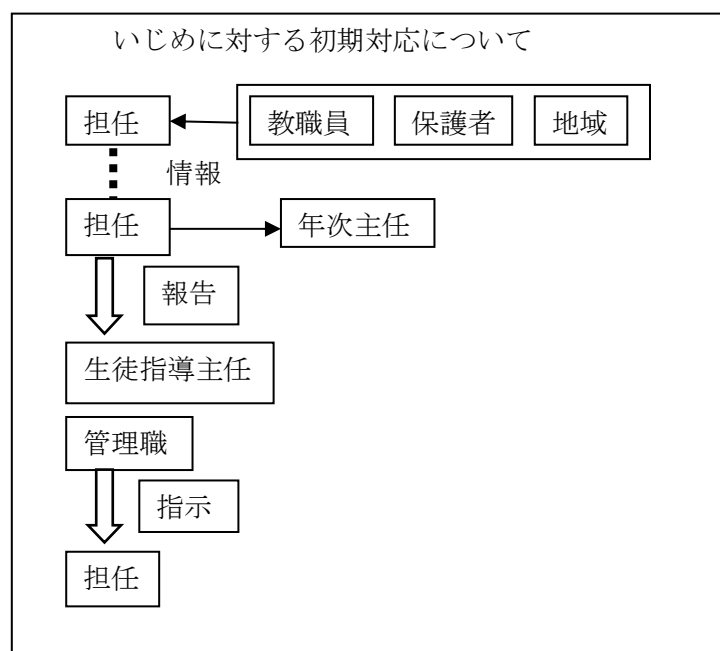 いじめに対する初期対応について
担任 教職員 保護者 地域
情報
担任 年次主任
報告
生徒指導主任
管理職
指示
担任